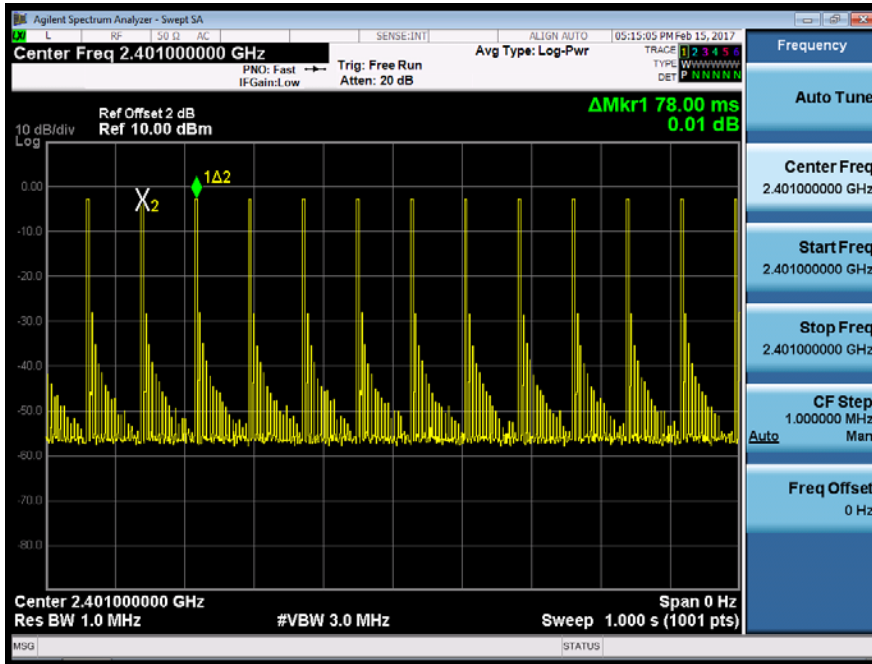 Agilent Spectrum Analyzer - Swept SA
LXI L RF 50 Ω AC SENSE:INT ALIGN AUTO 05:15:05 PM Feb 15, 2017
Center Freq 2.401000000 GHz
PNO: Fast
IFGain:Low
Trig: Free Run
Atten: 20 dB
Avg Type: Log-Pwr
TRACE 1 2 3 4 5 6
TYPE W W W W W W
DET P N N N N N
Ref Offset 2 dB
10 dB/div Ref 10.00 dBm
Log
ΔMkr1 78.00 ms
0.01 dB
1Δ2
X2
0.00
-10.0
-20.0
-30.0
-40.0
-50.0
-60.0
-70.0
-80.0
Center 2.401000000 GHz Span 0 Hz
Res BW 1.0 MHz #VBW 3.0 MHz Sweep 1.000 s (1001 pts)
MSG STATUS
Frequency
Auto Tune
Center Freq
2.401000000 GHz
Start Freq
2.401000000 GHz
Stop Freq
2.401000000 GHz
CF Step
1.000000 MHz
Auto Man
Freq Offset
0 Hz